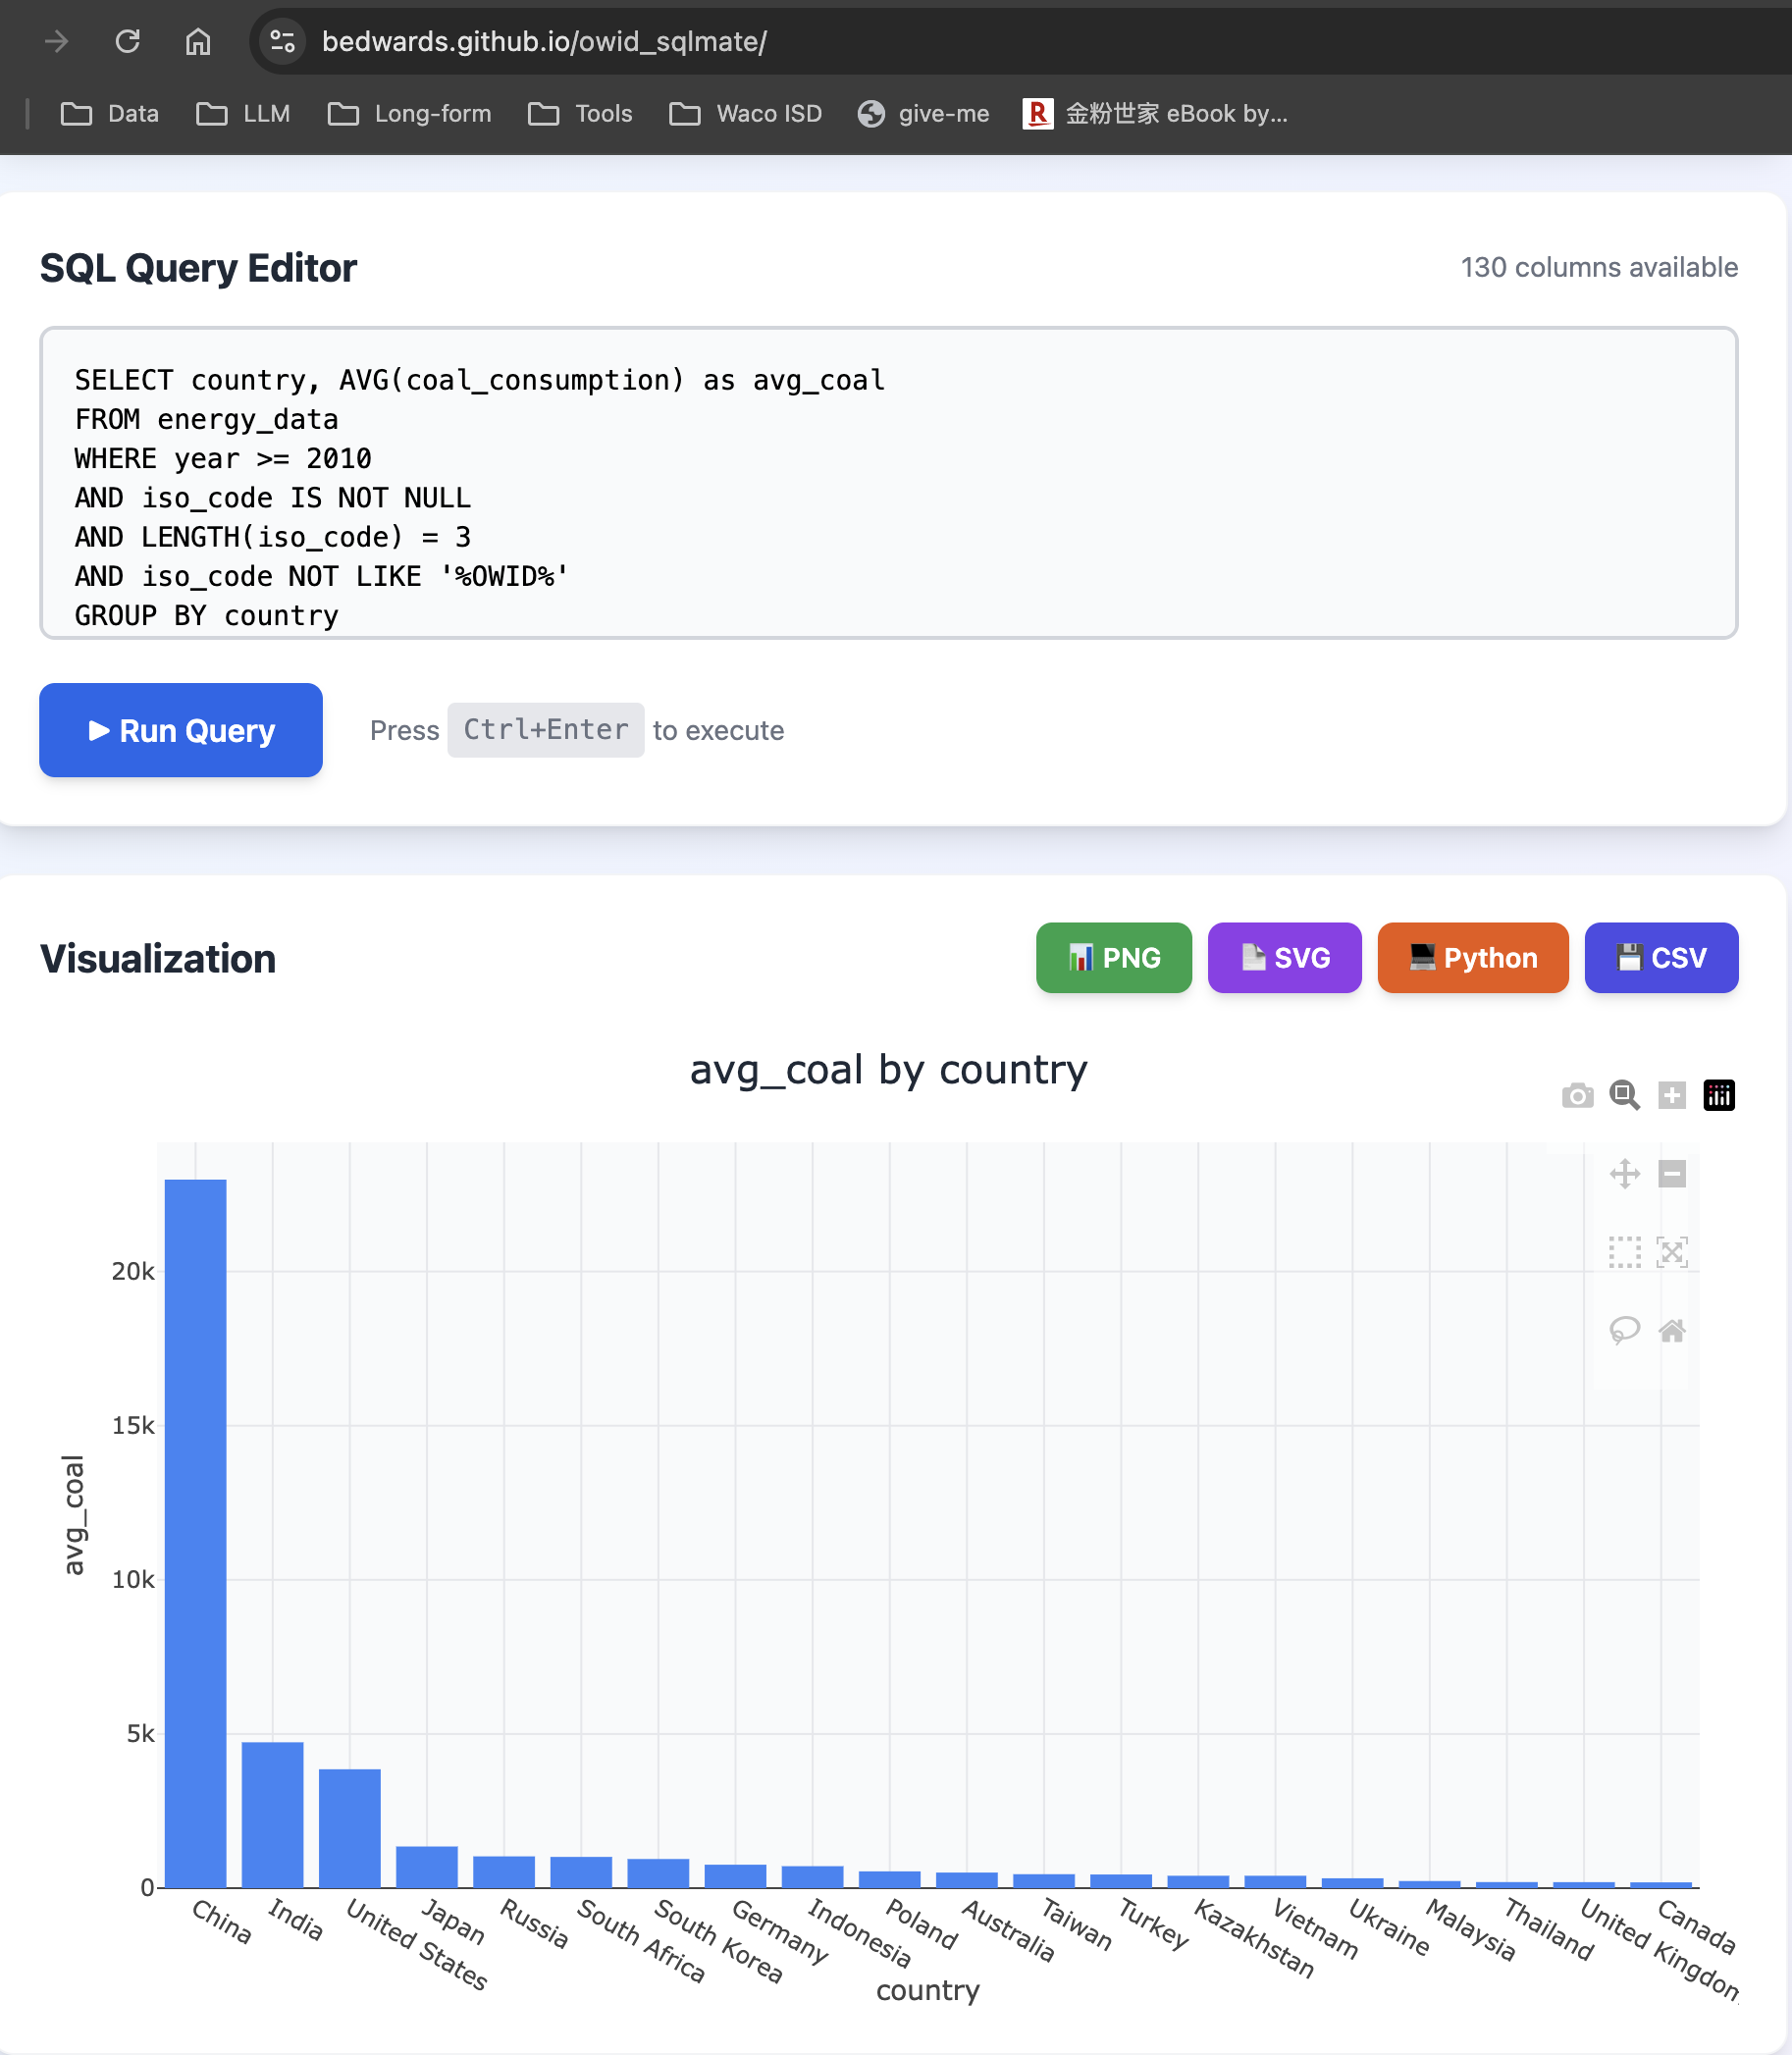 bedwards.github.io/owid_sqlmate/
Data
LLM
Long-form
Tools
Waco ISD
give-me
R
金粉世家 eBook by...
SQL Query Editor
130 columns available
SELECT country, AVG(coal_consumption) as avg_coal
FROM energy_data
WHERE year >= 2010
AND iso_code IS NOT NULL
AND LENGTH(iso_code) = 3
AND iso_code NOT LIKE '%OWID%'
GROUP BY country
▶ Run Query
Press Ctrl+Enter to execute
Visualization
PNG
SVG
Python
CSV
avg_coal by country
20k
15k
10k
5k
0
avg_coal
China
India
United States
Japan
Russia
South Africa
South Korea
Germany
Indonesia
Poland
Australia
Taiwan
Turkey
Kazakhstan
Vietnam
Ukraine
Malaysia
Thailand
United Kingdom
Canada
country